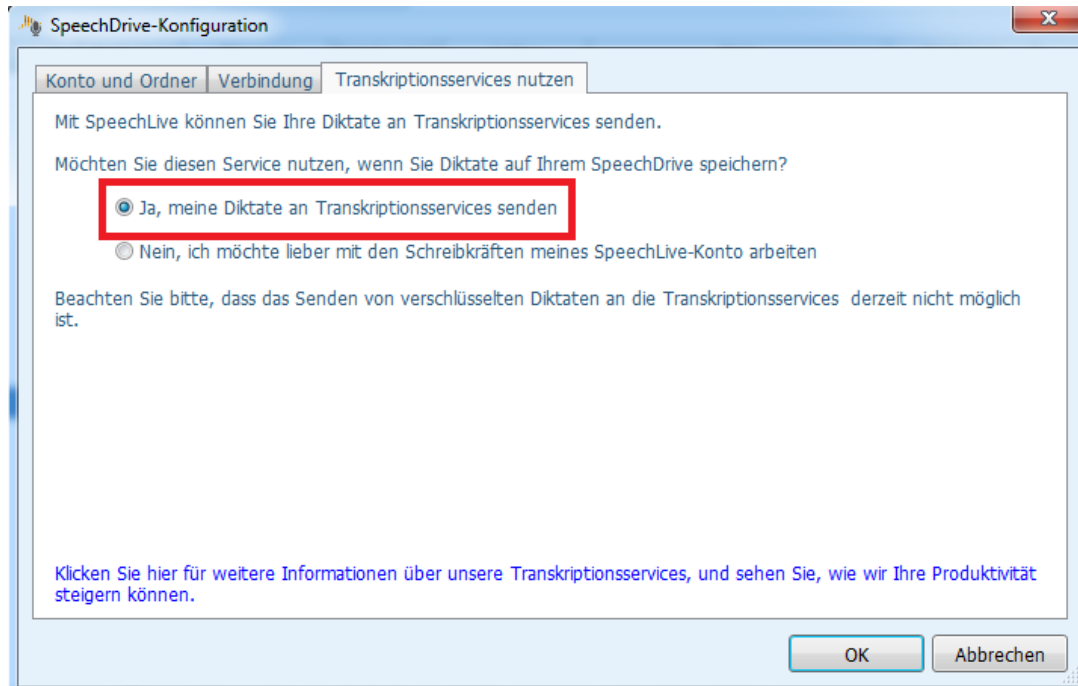 SpeechDrive-Konfiguration
Konto und Ordner
Verbindung
Transkriptionsservices nutzen
Mit SpeechLive können Sie Ihre Diktate an Transkriptionsservices senden.
Möchten Sie diesen Service nutzen, wenn Sie Diktate auf Ihrem SpeechDrive speichern?
Ja, meine Diktate an Transkriptionsservices senden
Nein, ich möchte lieber mit den Schreibkräften meines SpeechLive-Konto arbeiten
Beachten Sie bitte, dass das Senden von verschlüsselten Diktaten an die Transkriptionsservices derzeit nicht möglich
ist.
Klicken Sie hier für weitere Informationen über unsere Transkriptionsservices, und sehen Sie, wie wir Ihre Produktivität
steigern können.
OK
Abbrechen